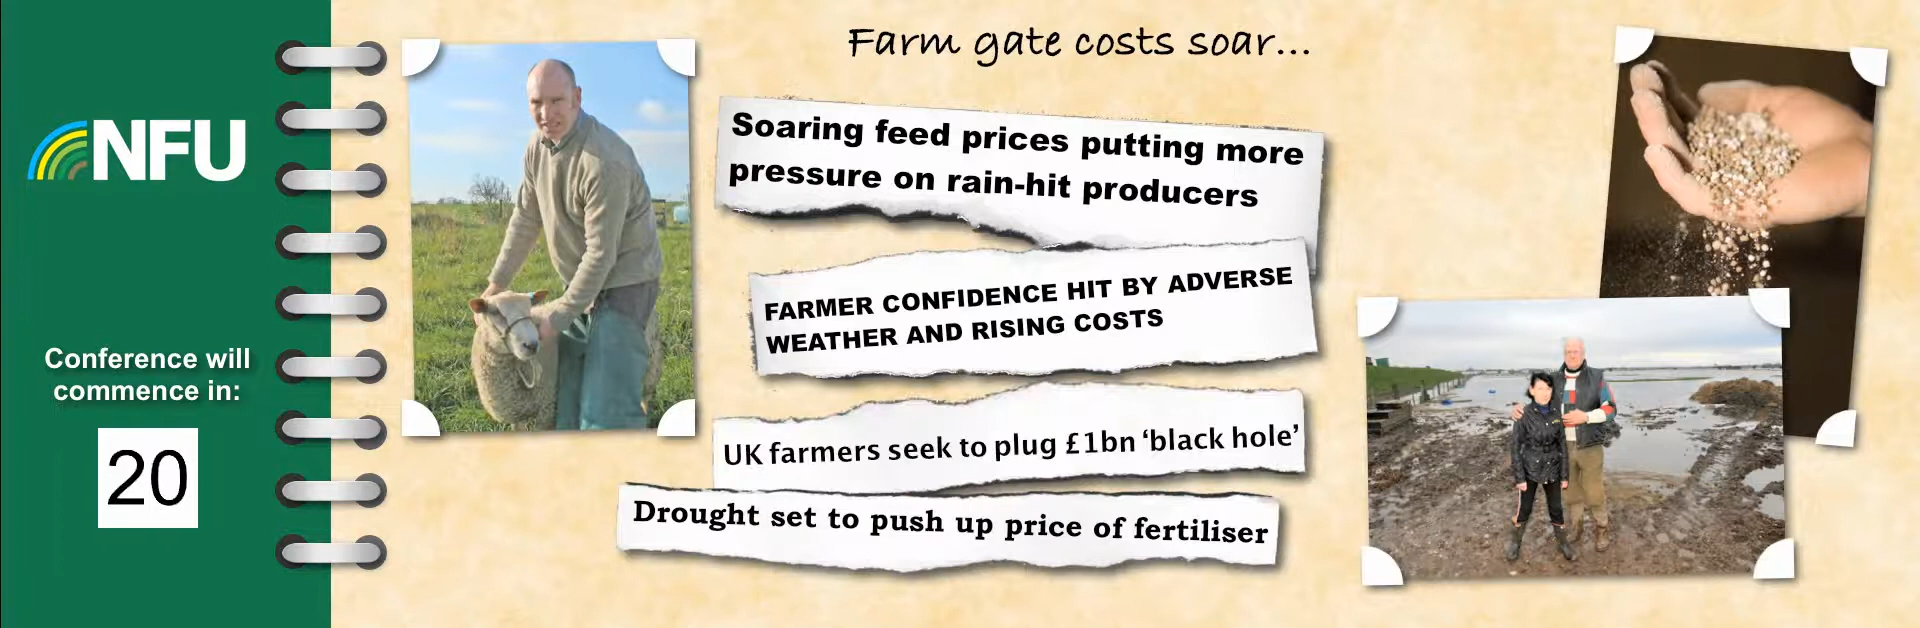 NFU
Conference will
commence in:
20
Farm gate costs soar...
Soaring feed prices putting more
pressure on rain-hit producers
FARMER CONFIDENCE HIT BY ADVERSE
WEATHER AND RISING COSTS
UK farmers seek to plug £1bn ‘black hole’
Drought set to push up price of fertiliser